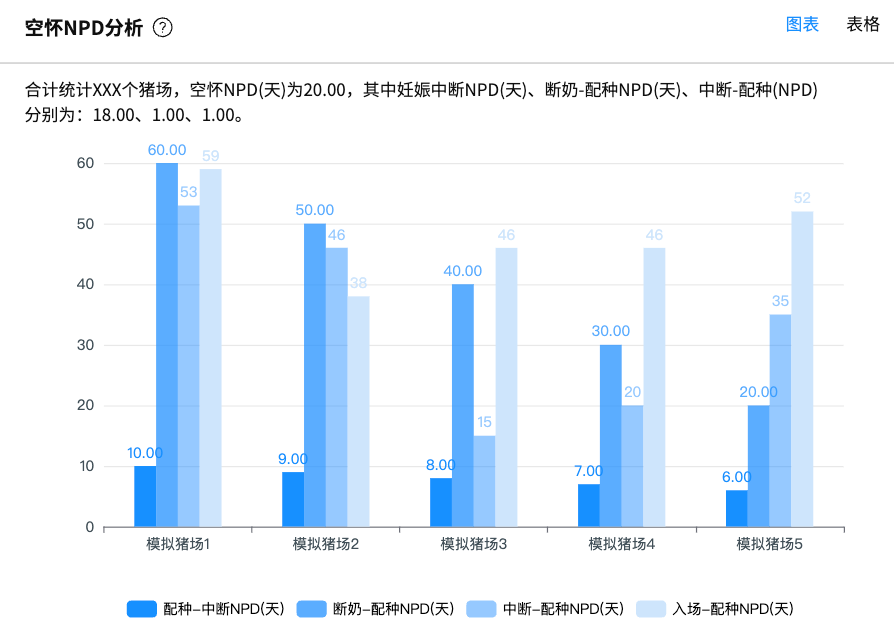 空怀NPD分析 ?
图表 表格
合计统计XXX个猪场，空怀NPD(天)为20.00，其中妊娠中断NPD(天)、断奶-配种NPD(天)、中断-配种(NPD)
分别为：18.00、1.00、1.00。
60.00 59
60
53
50.00
50
46 38
40.00 46
40
30.00 46
30
52
35
20.00
20
20
15
10.00 9.00 8.00 7.00 6.00
10
0
模拟猪场1 模拟猪场2 模拟猪场3 模拟猪场4 模拟猪场5
配种–中断NPD(天) 断奶–配种NPD(天) 中断–配种NPD(天) 入场–配种NPD(天)